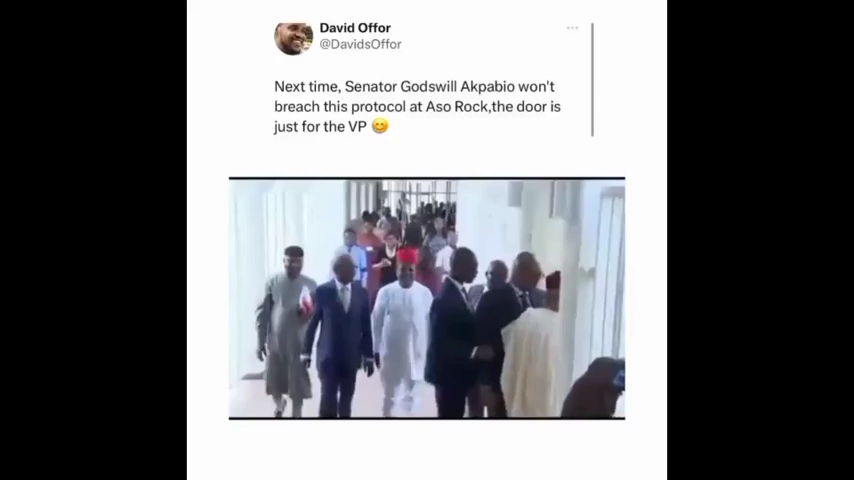 David Offor
@DavidsOffor
Next time, Senator Godswill Akpabio won't
breach this protocol at Aso Rock,the door is
just for the VP 😊